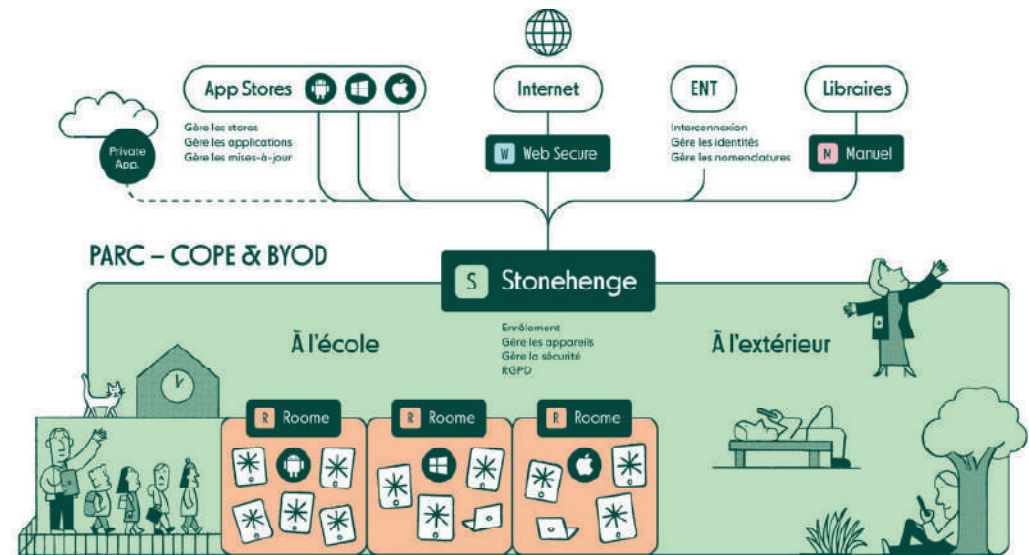 App Stores
Gère les stores
Gère les applications
Gère les mises-à-jour
Private
App.
Internet
W Web Secure
ENT
Interconnexion
Gère les identités
Gère les nomenclatures
Libraires
M Manuel
PARC – COPE & BYOD
S Stonehenge
Enrôlement
Gère les appareils
Gère la sécurité
RGPD
À l'école
À l'extérieur
R Roome
R Roome
R Roome